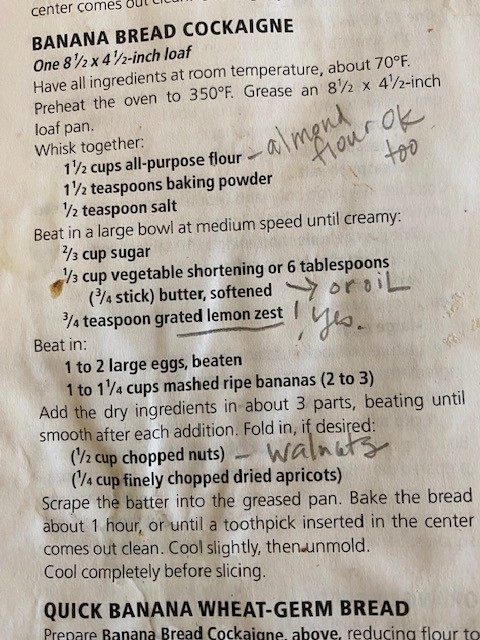 center comes out clean.
BANANA BREAD COCKAIGNE
One 8½ x 4½-inch loaf
Have all ingredients at room temperature, about 70°F.
Preheat the oven to 350°F. Grease an 8½ x 4½-inch
loaf pan.
Whisk together:
1½ cups all-purpose flour – almond flour OK too
1½ teaspoons baking powder
½ teaspoon salt
Beat in a large bowl at medium speed until creamy:
⅔ cup sugar
⅓ cup vegetable shortening or 6 tablespoons
(¾ stick) butter, softened → or oil
¾ teaspoon grated lemon zest ! yes.
Beat in:
1 to 2 large eggs, beaten
1 to 1¼ cups mashed ripe bananas (2 to 3)
Add the dry ingredients in about 3 parts, beating until
smooth after each addition. Fold in, if desired:
(½ cup chopped nuts) – walnuts
(¼ cup finely chopped dried apricots)
Scrape the batter into the greased pan. Bake the bread
about 1 hour, or until a toothpick inserted in the center
comes out clean. Cool slightly, then unmold.
Cool completely before slicing.
QUICK BANANA WHEAT-GERM BREAD
Prepare Banana Bread Cockaigne, above, reducing flour to